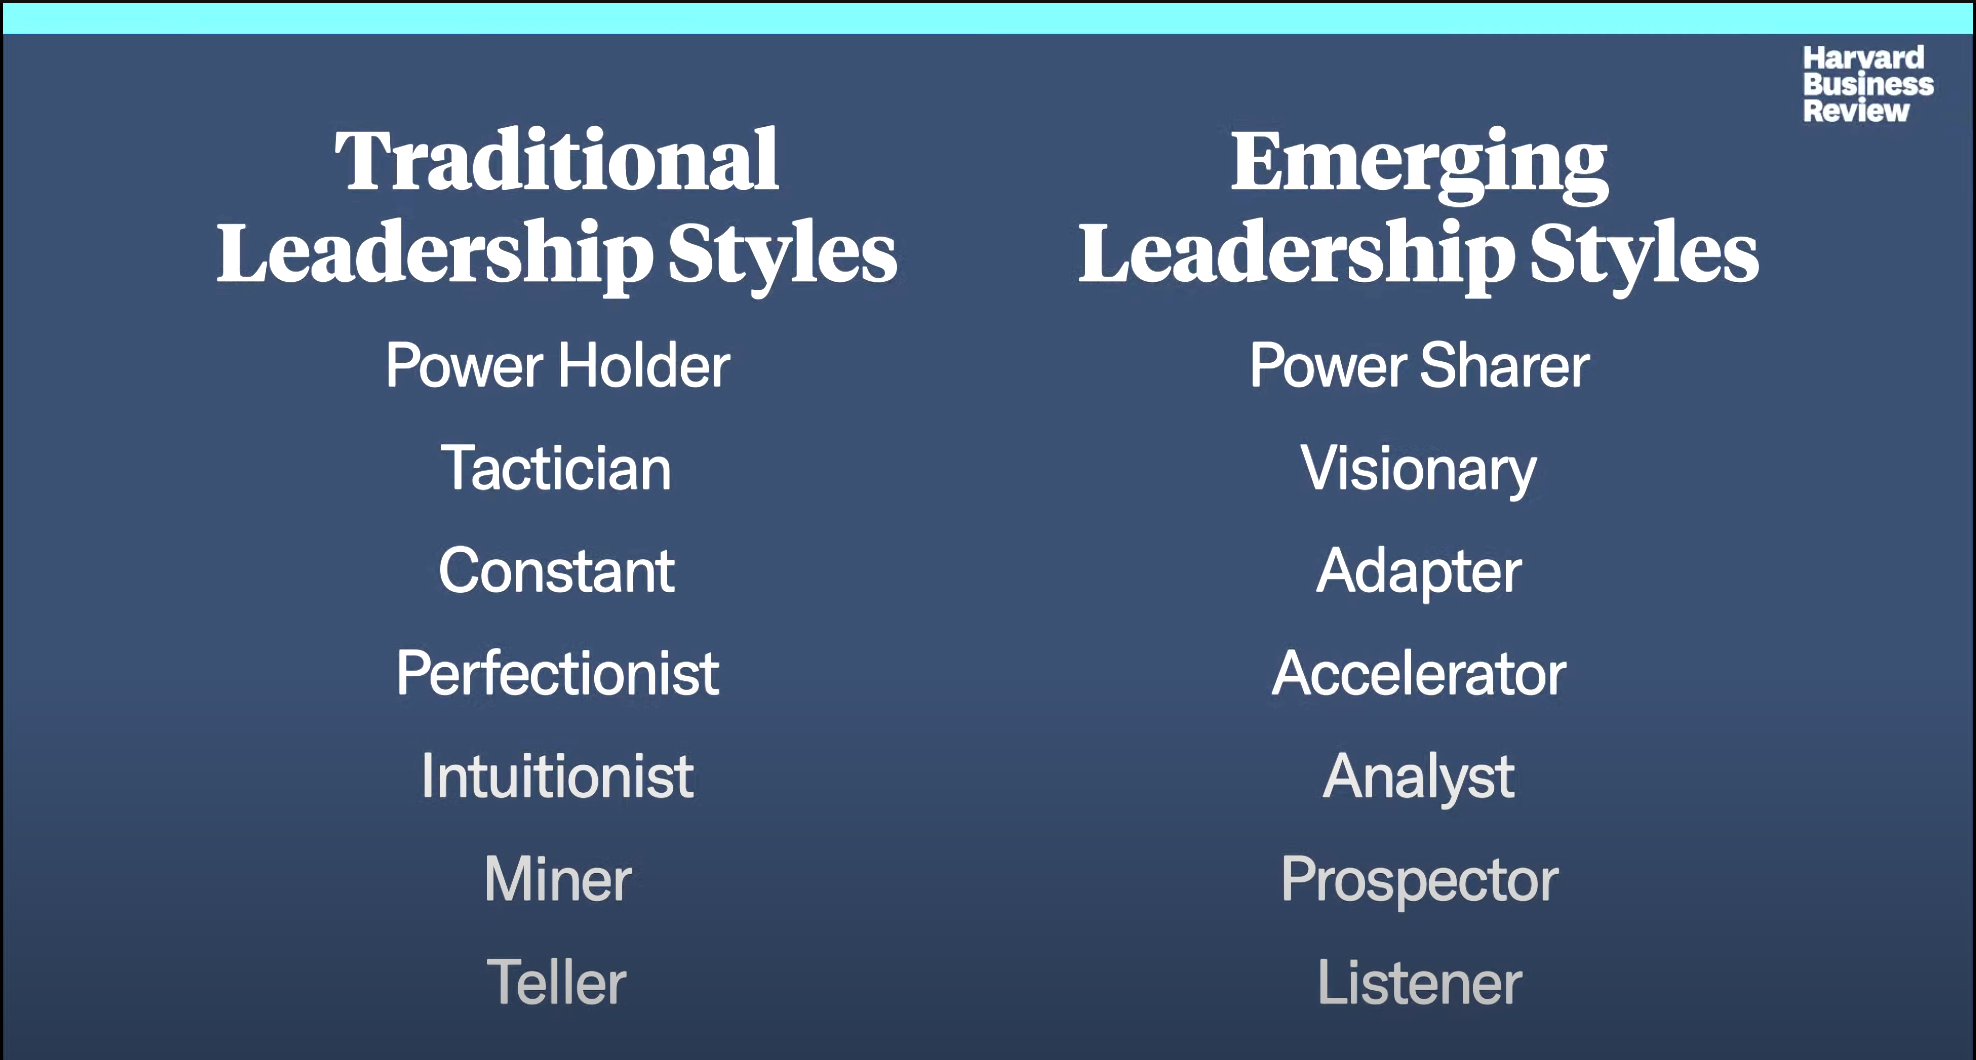 Harvard
Business
Review
Traditional
Leadership Styles
Power Holder
Tactician
Constant
Perfectionist
Intuitionist
Miner
Teller
Emerging
Leadership Styles
Power Sharer
Visionary
Adapter
Accelerator
Analyst
Prospector
Listener